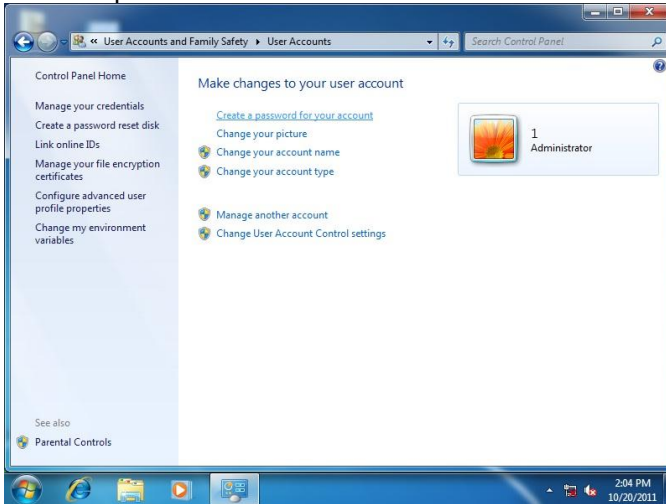 « User Accounts and Family Safety ▸ User Accounts
Search Control Panel
Control Panel Home
Manage your credentials
Create a password reset disk
Link online IDs
Manage your file encryption
certificates
Configure advanced user
profile properties
Change my environment
variables
See also
Parental Controls
Make changes to your user account
Create a password for your account
Change your picture
Change your account name
Change your account type
Manage another account
Change User Account Control settings
1
Administrator
2:04 PM
10/20/2011